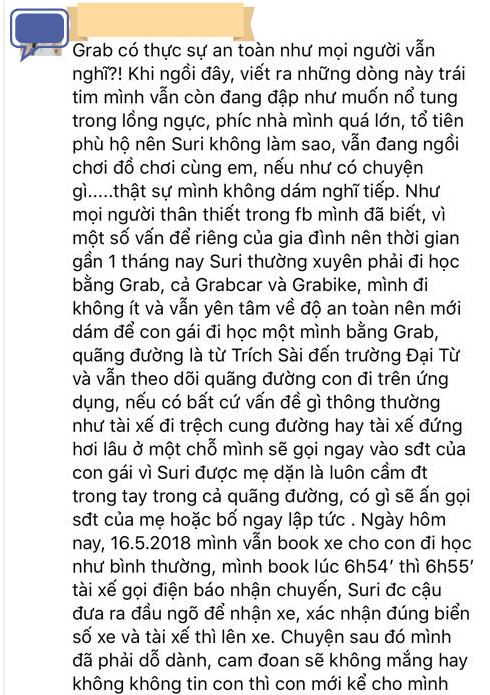 Grab có thực sự an toàn như mọi người vẫn
nghĩ?! Khi ngồi đây, viết ra những dòng này trái
tim mình vẫn còn đang đập như muốn nổ tung
trong lồng ngực, phíc nhà mình quá lớn, tổ tiên
phù hộ nên Suri không làm sao, vẫn đang ngồi
chơi đồ chơi cùng em, nếu như có chuyện
gì.....thật sự mình không dám nghĩ tiếp. Như
mọi người thân thiết trong fb mình đã biết, vì
một số vấn để riêng của gia đình nên thời gian
gần 1 tháng nay Suri thường xuyên phải đi học
bằng Grab, cả Grabcar và Grabike, mình đi
không ít và vẫn yên tâm về độ an toàn nên mới
dám để con gái đi học một mình bằng Grab,
quãng đường là từ Trích Sài đến trường Đại Từ
và vẫn theo dõi quãng đường con đi trên ứng
dụng, nếu có bất cứ vấn đề gì thông thường
như tài xế đi trệch cung đường hay tài xế đứng
hơi lâu ở một chỗ mình sẽ gọi ngay vào sđt của
con gái vì Suri được mẹ dặn là luôn cầm đt
trong tay trong cả quãng đường, có gì sẽ ấn gọi
sđt của mẹ hoặc bố ngay lập tức . Ngày hôm
nay, 16.5.2018 mình vẫn book xe cho con đi học
như bình thường, mình book lúc 6h54’ thì 6h55’
tài xế gọi điện báo nhận chuyến, Suri đc cậu
đưa ra đầu ngõ để nhận xe, xác nhận đúng biển
số xe và tài xế thì lên xe. Chuyện sau đó mình
đã phải dỗ dành, cam đoan sẽ không mắng hay
không không tin con thì con mới kể cho mình